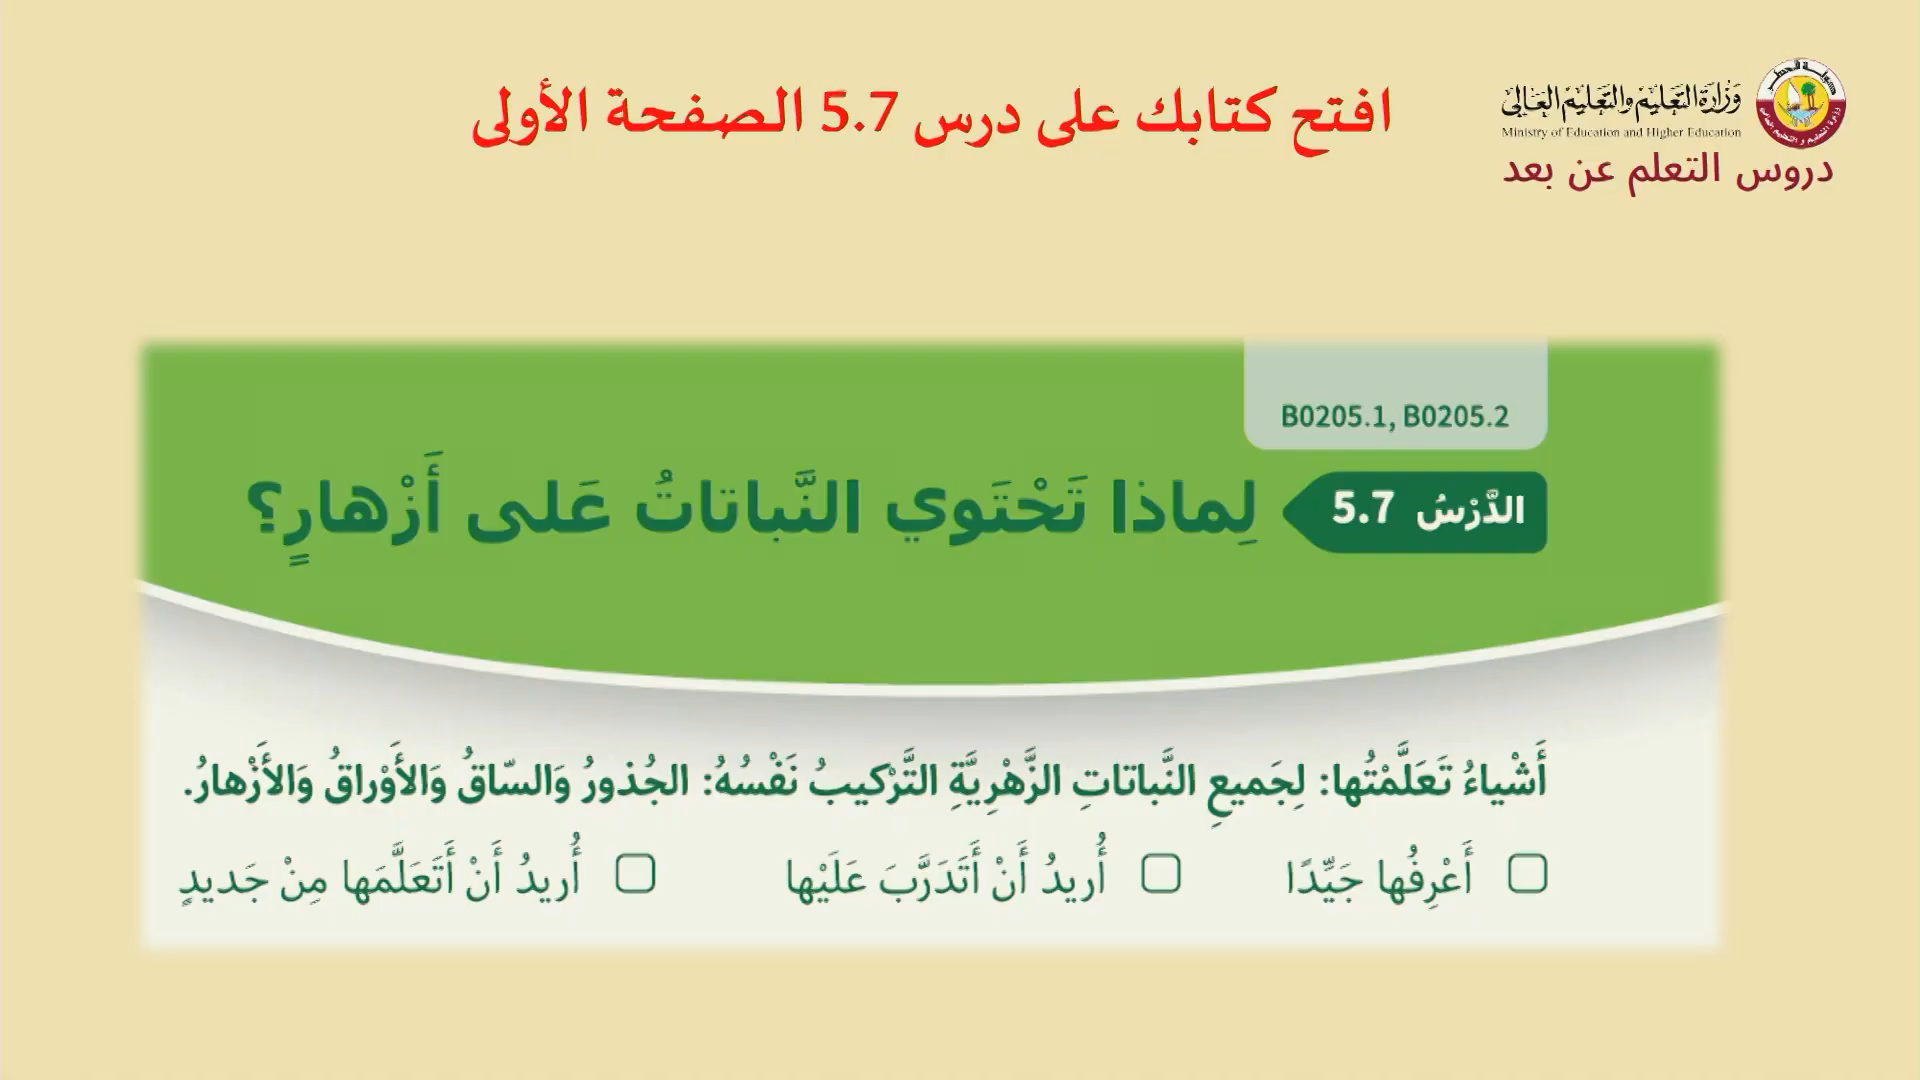 افتح كتابك على درس 5.7 الصفحة الأولى
وزارة التعليم والتعليم العالي
Ministry of Education and Higher Education
دروس التعلم عن بعد
B0205.1, B0205.2
الدَّرْسُ 5.7
لِماذا تَحْتَوي النَّباتاتُ عَلى أَزْهارٍ؟
أَشْياءُ تَعَلَّمْتُها: لِجَميعِ النَّباتاتِ الزَّهْرِيَّةِ التَّرْكيبُ نَفْسُهُ: الجُذورُ وَالسّاقُ وَالأَوْراقُ وَالأَزْهارُ.
أَعْرِفُها جَيِّدًا أُريدُ أَنْ أَتَدَرَّبَ عَلَيْها أُريدُ أَنْ أَتَعَلَّمَها مِنْ جَديدٍ